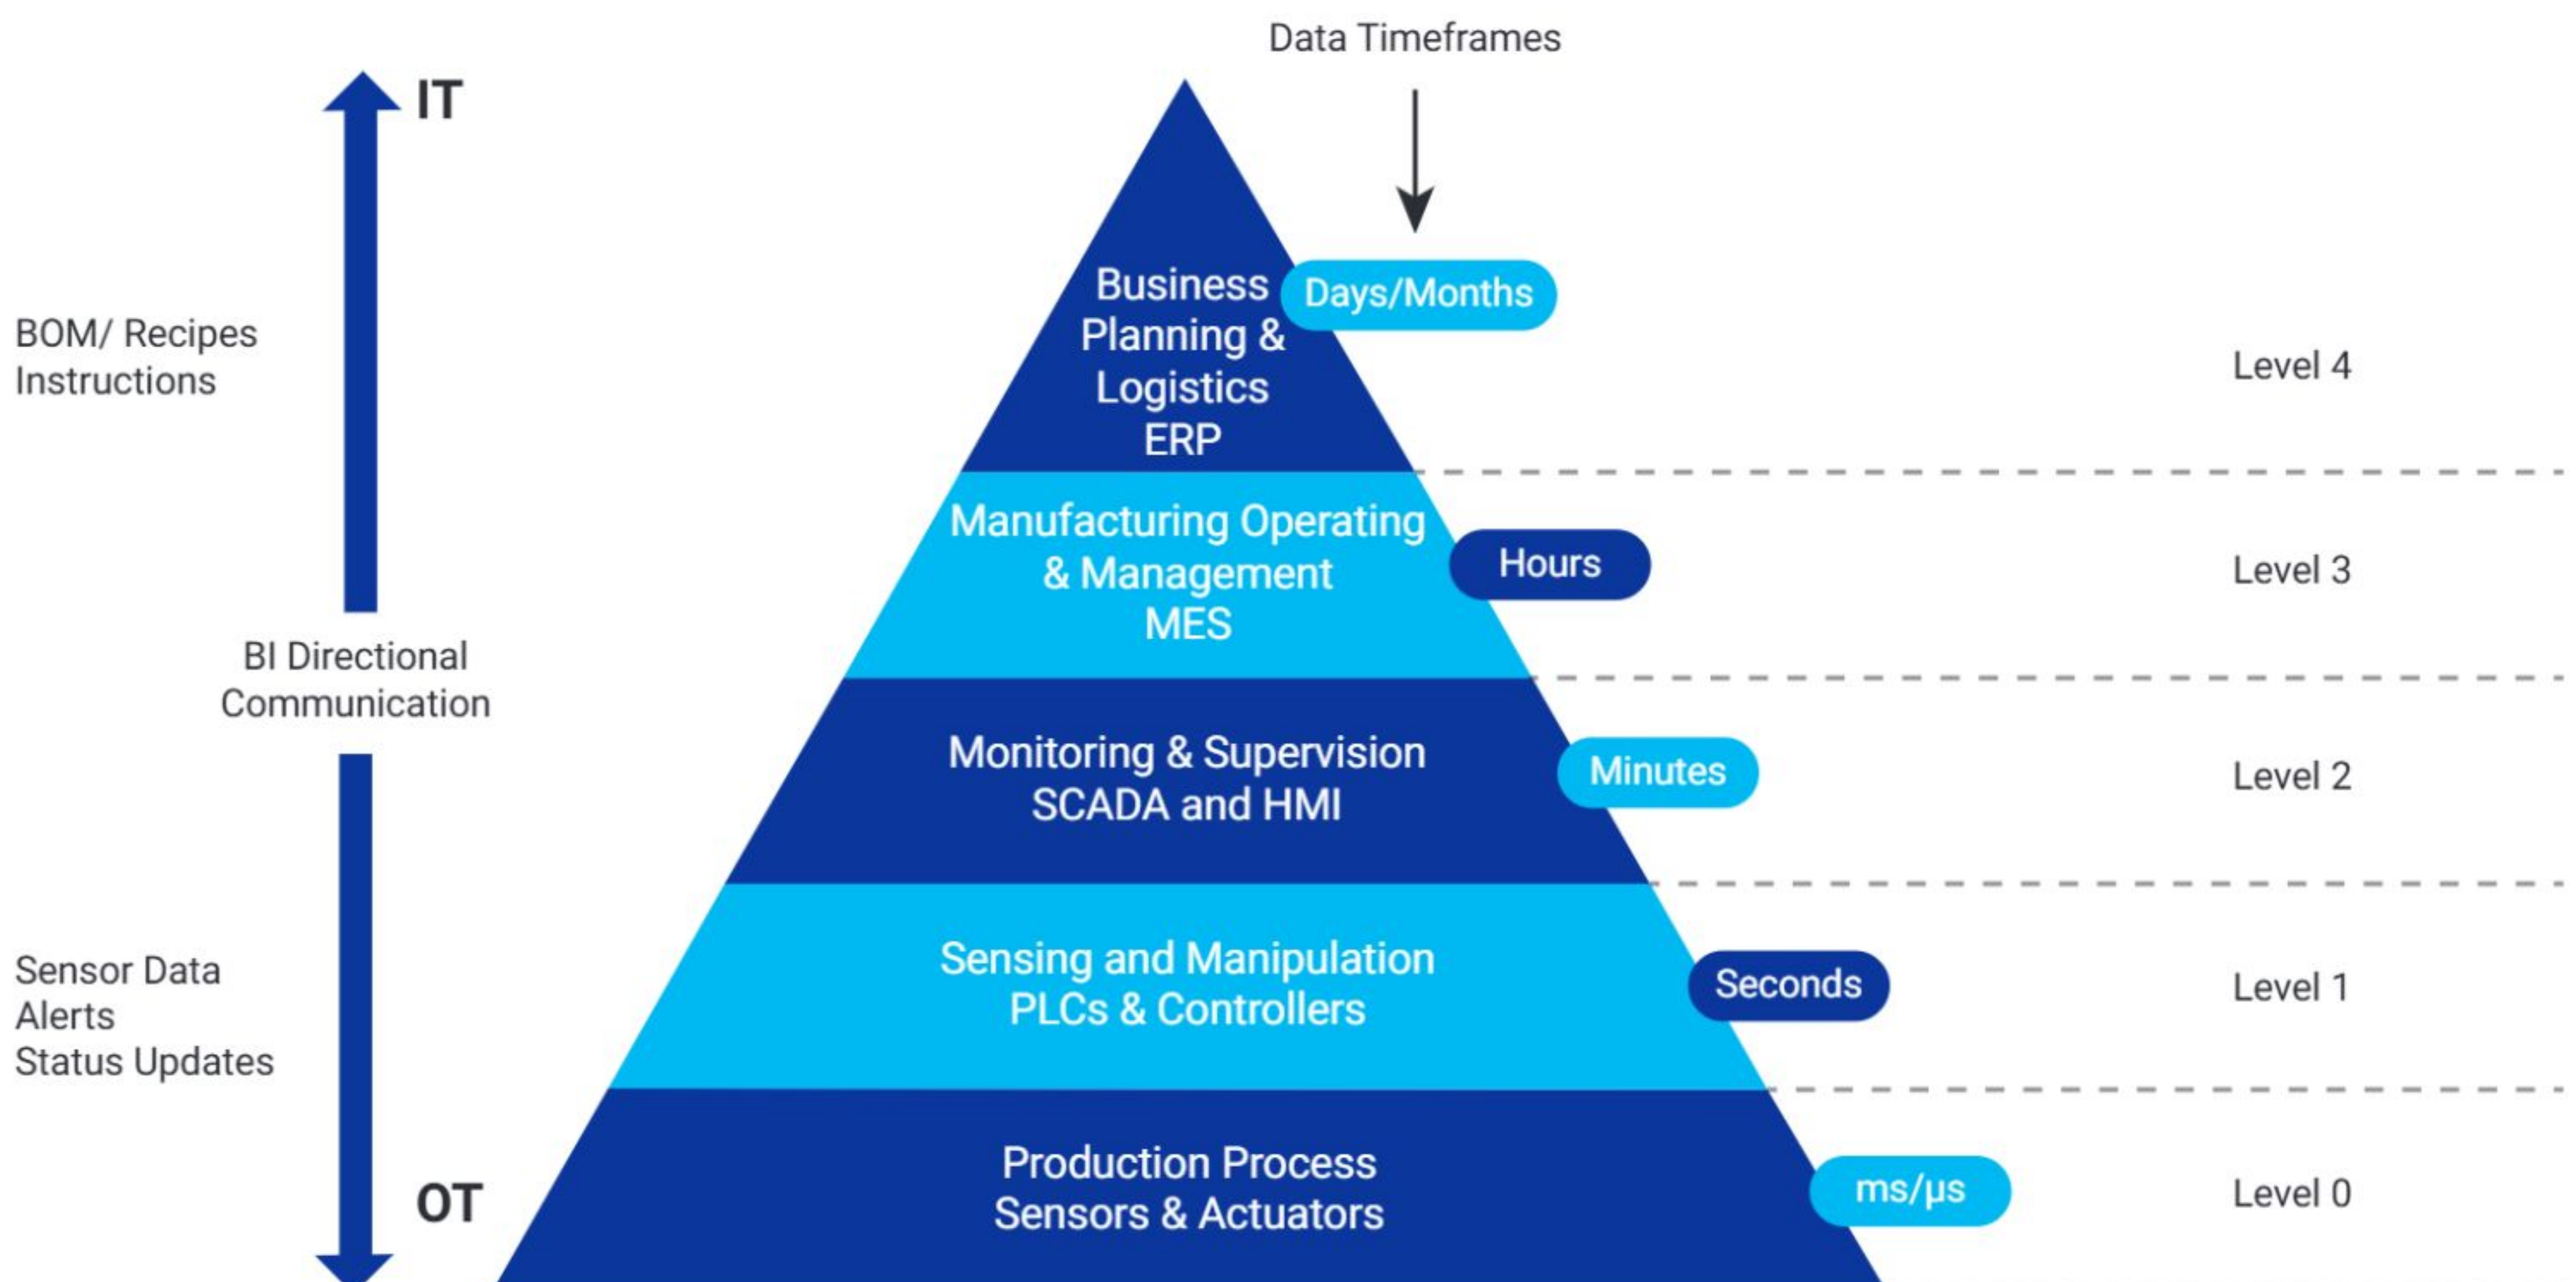 Data Timeframes
IT
Business
Planning &
Logistics
ERP
Days/Months
BOM/ Recipes
Instructions
Level 4
Manufacturing Operating
& Management
MES
Hours
Level 3
BI Directional
Communication
Monitoring & Supervision
SCADA and HMI
Minutes
Level 2
Sensor Data
Alerts
Status Updates
Sensing and Manipulation
PLCs & Controllers
Seconds
Level 1
OT
Production Process
Sensors & Actuators
ms/µs
Level 0